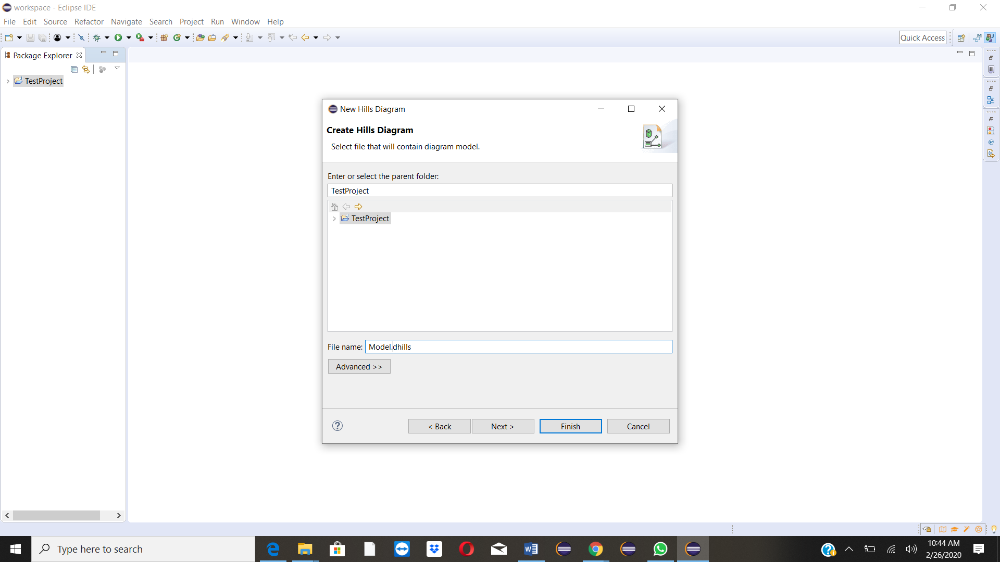 workspace - Eclipse IDE
File Edit Source Refactor Navigate Search Project Run Window Help
Quick Access
Package Explorer
TestProject
New Hills Diagram
Create Hills Diagram
Select file that will contain diagram model.
Enter or select the parent folder:
TestProject
TestProject
File name: Model.dhills
Advanced >>
< Back Next > Finish Cancel
Type here to search
10:44 AM
2/26/2020